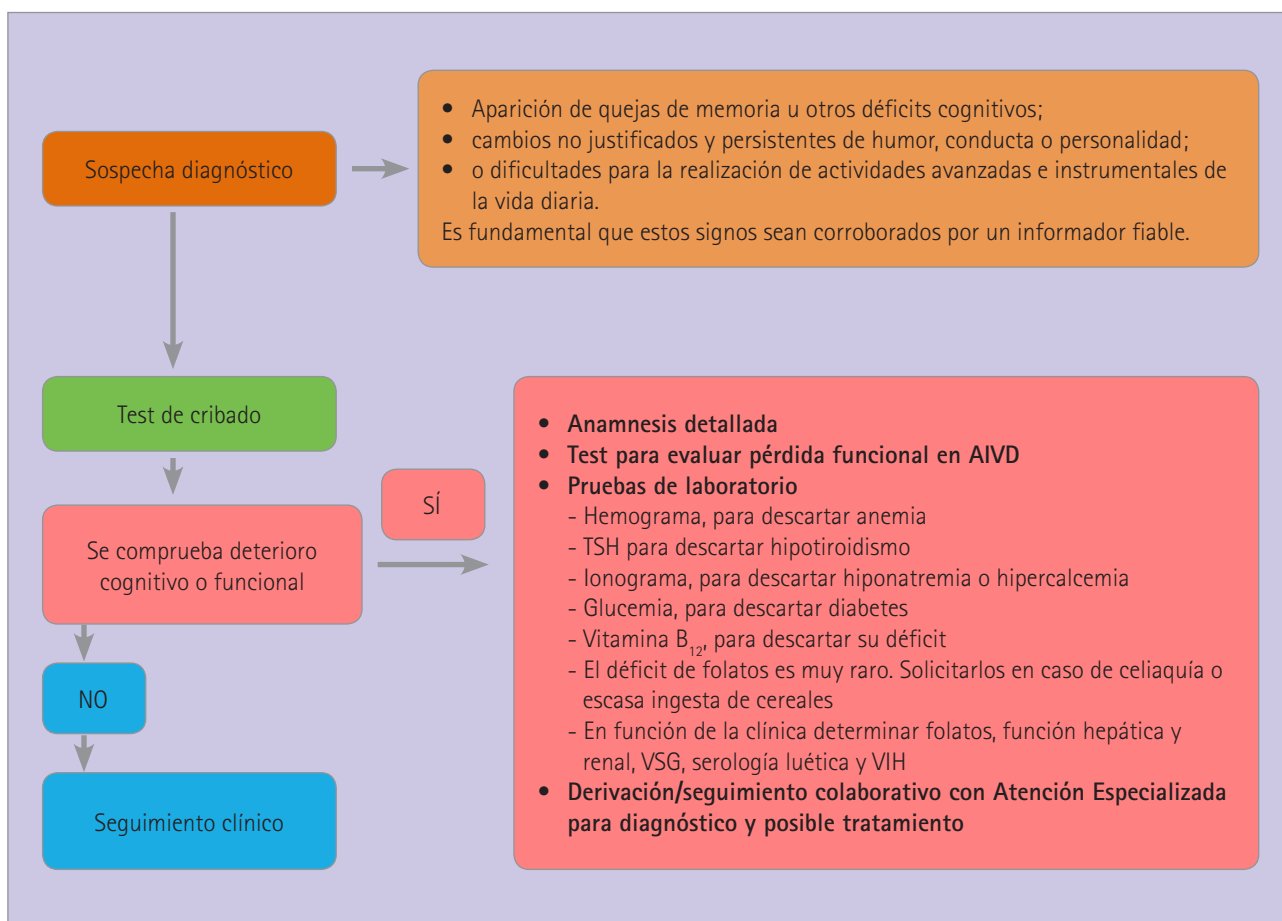 Sospecha diagnóstico
• Aparición de quejas de memoria u otros déficits cognitivos;
• cambios no justificados y persistentes de humor, conducta o personalidad;
• o dificultades para la realización de actividades avanzadas e instrumentales de
la vida diaria.
Es fundamental que estos signos sean corroborados por un informador fiable.
Test de cribado
Se comprueba deterioro
cognitivo o funcional
SÍ
• Anamnesis detallada
• Test para evaluar pérdida funcional en AIVD
• Pruebas de laboratorio
- Hemograma, para descartar anemia
- TSH para descartar hipotiroidismo
- Ionograma, para descartar hiponatremia o hipercalcemia
- Glucemia, para descartar diabetes
- Vitamina B12, para descartar su déficit
- El déficit de folatos es muy raro. Solicitarlos en caso de celiaquía o
escasa ingesta de cereales
- En función de la clínica determinar folatos, función hepática y
renal, VSG, serología luética y VIH
• Derivación/seguimiento colaborativo con Atención Especializada
para diagnóstico y posible tratamiento
NO
Seguimiento clínico